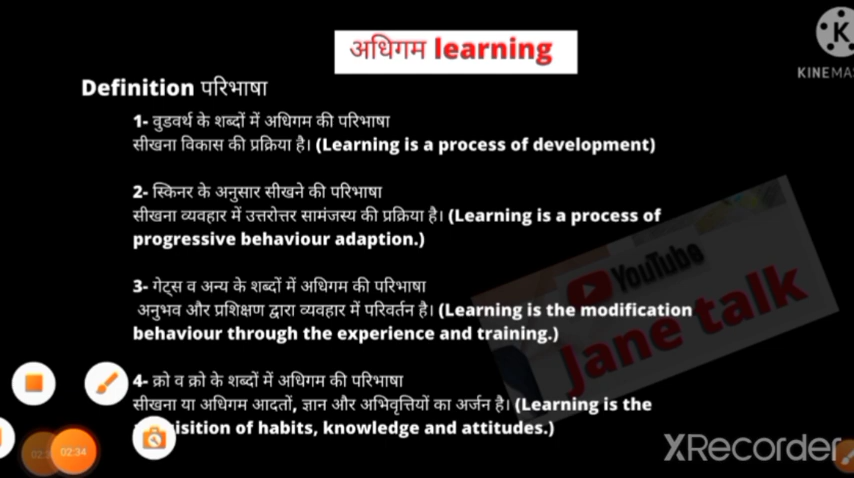 अधिगम learning
KINEMA
Definition परिभाषा
1- वुडवर्थ के शब्दों में अधिगम की परिभाषा
सीखना विकास की प्रक्रिया है। (Learning is a process of development)
2- स्किनर के अनुसार सीखने की परिभाषा
सीखना व्यवहार में उत्तरोत्तर सामंजस्य की प्रक्रिया है। (Learning is a process of
progressive behaviour adaption.)
3- गेट्स व अन्य के शब्दों में अधिगम की परिभाषा
अनुभव और प्रशिक्षण द्वारा व्यवहार में परिवर्तन है। (Learning is the modification
behaviour through the experience and training.)
YouTube
Jane talk
4- क्रो व क्रो के शब्दों में अधिगम की परिभाषा
सीखना या अधिगम आदतों, ज्ञान और अभिवृत्तियों का अर्जन है। (Learning is the
isition of habits, knowledge and attitudes.)
02:34
XRecorder